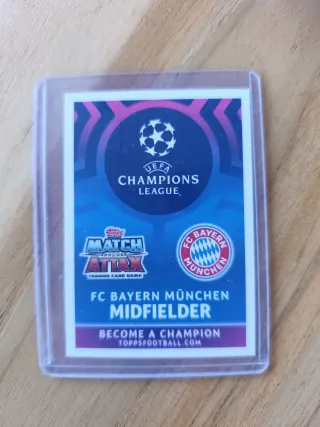 UEFA
CHAMPIONS
LEAGUE
Topps
MATCH
ATTAX
TRADING CARD GAME
FC BAYERN
MÜNCHEN
FC BAYERN MÜNCHEN
MIDFIELDER
BECOME A CHAMPION
TOPPSFOOTBALL.COM